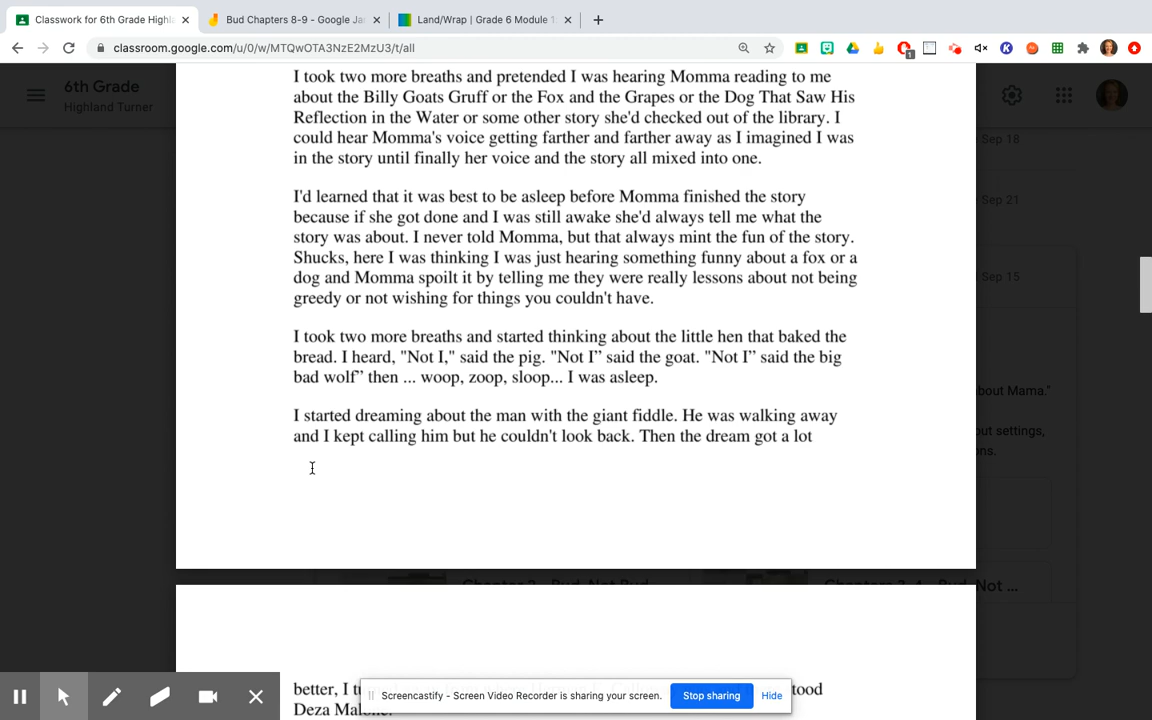 Classwork for 6th Grade Highl
Bud Chapters 8-9 - Google Ja
Land/Wrap | Grade 6 Module 1
classroom.google.com/u/0/w/MTQwOTA3NzE2MzU3/t/all
6th Grade
Highland Turner
Sep 18
Sep 21
Sep 15
I took two more breaths and pretended I was hearing Momma reading to me
about the Billy Goats Gruff or the Fox and the Grapes or the Dog That Saw His
Reflection in the Water or some other story she'd checked out of the library. I
could hear Momma's voice getting farther and farther away as I imagined I was
in the story until finally her voice and the story all mixed into one.
I'd learned that it was best to be asleep before Momma finished the story
because if she got done and I was still awake she'd always tell me what the
story was about. I never told Momma, but that always mint the fun of the story.
Shucks, here I was thinking I was just hearing something funny about a fox or a
dog and Momma spoilt it by telling me they were really lessons about not being
greedy or not wishing for things you couldn't have.
I took two more breaths and started thinking about the little hen that baked the
bread. I heard, "Not I," said the pig. "Not I” said the goat. "Not I” said the big
bad wolf” then ... woop, zoop, sloop... I was asleep.
I started dreaming about the man with the giant fiddle. He was walking away
and I kept calling him but he couldn't look back. Then the dream got a lot
about Mama."
out settings,
ons.
Chapter 2 - Bud, Not Bud
Chapters 3-4 - Bud, Not ...
better, I tu
tood
Deza Malone.
Screencastify - Screen Video Recorder is sharing your screen.
Stop sharing
Hide